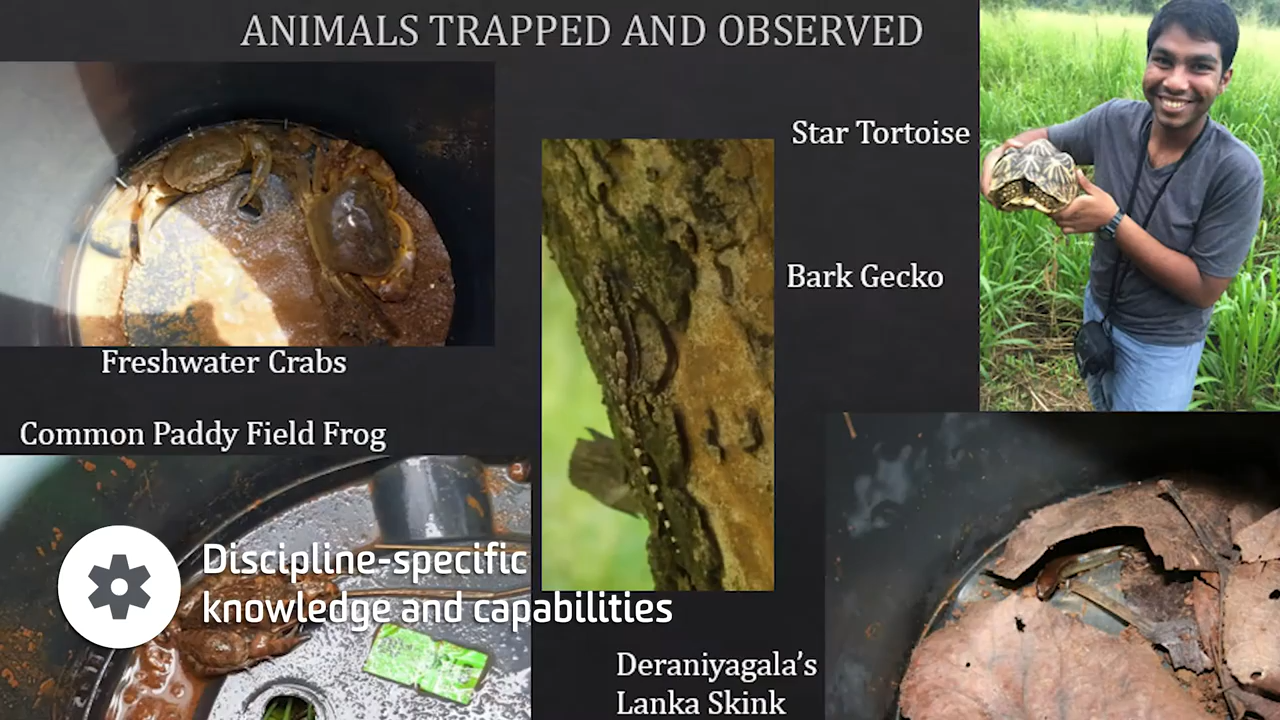 ANIMALS TRAPPED AND OBSERVED
Star Tortoise
Bark Gecko
Freshwater Crabs
Common Paddy Field Frog
Discipline-specific
knowledge and capabilities
Deraniyagala’s
Lanka Skink